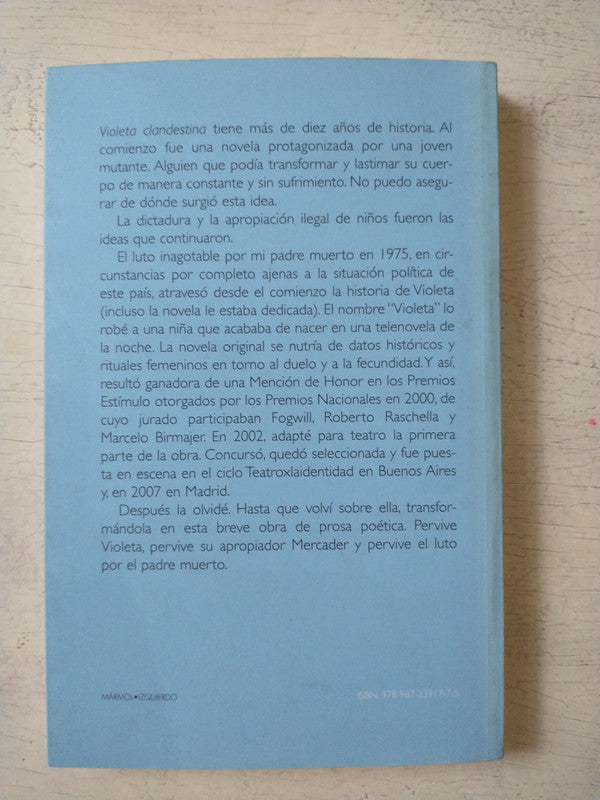 Violeta clandestina tiene más de diez años de historia. Al
comienzo fue una novela protagonizada por una joven
mutante. Alguien que podía transformar y lastimar su cuer-
po de manera constante y sin sufrimiento. No puedo asegu-
rar de dónde surgió esta idea.
La dictadura y la apropiación ilegal de niños fueron las
ideas que continuaron.
El luto inagotable por mi padre muerto en 1975, en cir-
cunstancias por completo ajenas a la situación política de
este país, atravesó desde el comienzo la historia de Violeta
(incluso la novela le estaba dedicada). El nombre "Violeta" lo
robé a una niña que acababa de nacer en una telenovela de
la noche. La novela original se nutría de datos históricos y
rituales femeninos en torno al duelo y a la fecundidad. Y así,
resultó ganadora de una Mención de Honor en los Premios
Estímulo otorgados por los Premios Nacionales en 2000, de
cuyo jurado participaban Fogwill, Roberto Raschella y
Marcelo Birmajer. En 2002, adapté para teatro la primera
parte de la obra. Concursó, quedó seleccionada y fue pues-
ta en escena en el ciclo Teatroxlaidentidad en Buenos Aires
y, en 2007 en Madrid.
Después la olvidé. Hasta que volví sobre ella, transfor-
mándola en esta breve obra de prosa poética. Pervive
Violeta, pervive su apropiador Mercader y pervive el luto
por el padre muerto.
MÁRMOL•IZQUIERDO
ISBN: 978-987-23917-7-5